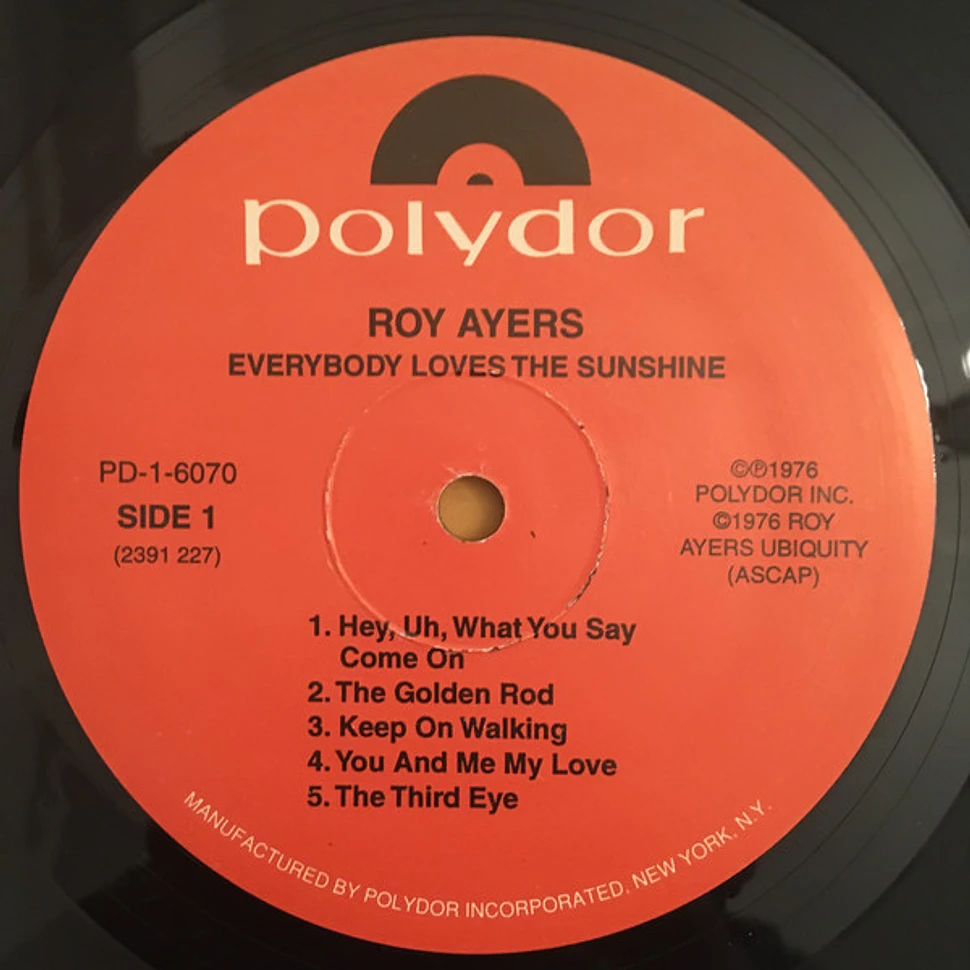 polydor
ROY AYERS
EVERYBODY LOVES THE SUNSHINE
PD-1-6070
SIDE 1
(2391 227)
©℗1976
POLYDOR INC.
©1976 ROY
AYERS UBIQUITY
(ASCAP)
1. Hey, Uh, What You Say
Come On
2. The Golden Rod
3. Keep On Walking
4. You And Me My Love
5. The Third Eye
MANUFACTURED BY POLYDOR INCORPORATED. NEW YORK, N.Y.